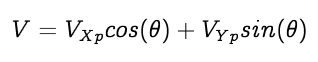 V = V_{Xp}cos(θ) + V_{Yp}sin(θ)